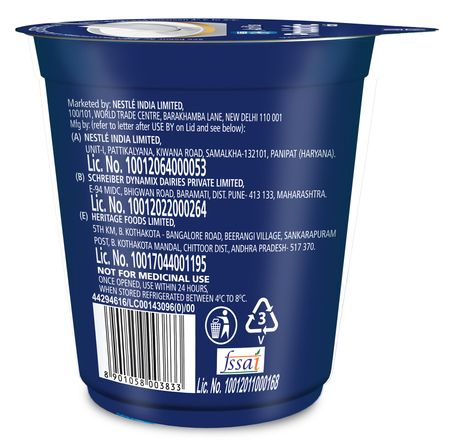 Marketed by: NESTLÉ INDIA LIMITED,
100/101, WORLD TRADE CENTRE, BARAKHAMBA LANE, NEW DELHI 110 001
Mfg by: (refer to letter after USE BY on Lid and see below):
(A) NESTLÉ INDIA LIMITED,
UNIT-I, PATTIKALYANA, KIWANA ROAD, SAMALKHA-132101, PANIPAT (HARYANA).
Lic. No. 10012064000053
(B) SCHREIBER DYNAMIX DAIRIES PRIVATE LIMITED,
E-94 MIDC, BHIGWAN ROAD, BARAMATI, DIST. PUNE- 413 133, MAHARASHTRA.
Lic. No. 10012022000264
(E) HERITAGE FOODS LIMITED,
5TH KM, B. KOTHAKOTA - BANGALORE ROAD, BEERANGI VILLAGE, SANKARAPURAM
POST, B. KOTHAKOTA MANDAL, CHITTOOR DIST., ANDHRA PRADESH- 517 370.
Lic. No. 10017044001195
NOT FOR MEDICINAL USE
ONCE OPENED, USE WITHIN 24 HOURS,
WHEN STORED REFRIGERATED BETWEEN 4ºC TO 8ºC.
44294616/LC00143096(0)/00
3
8901058003833
fssai
Lic. No. 10012011000168